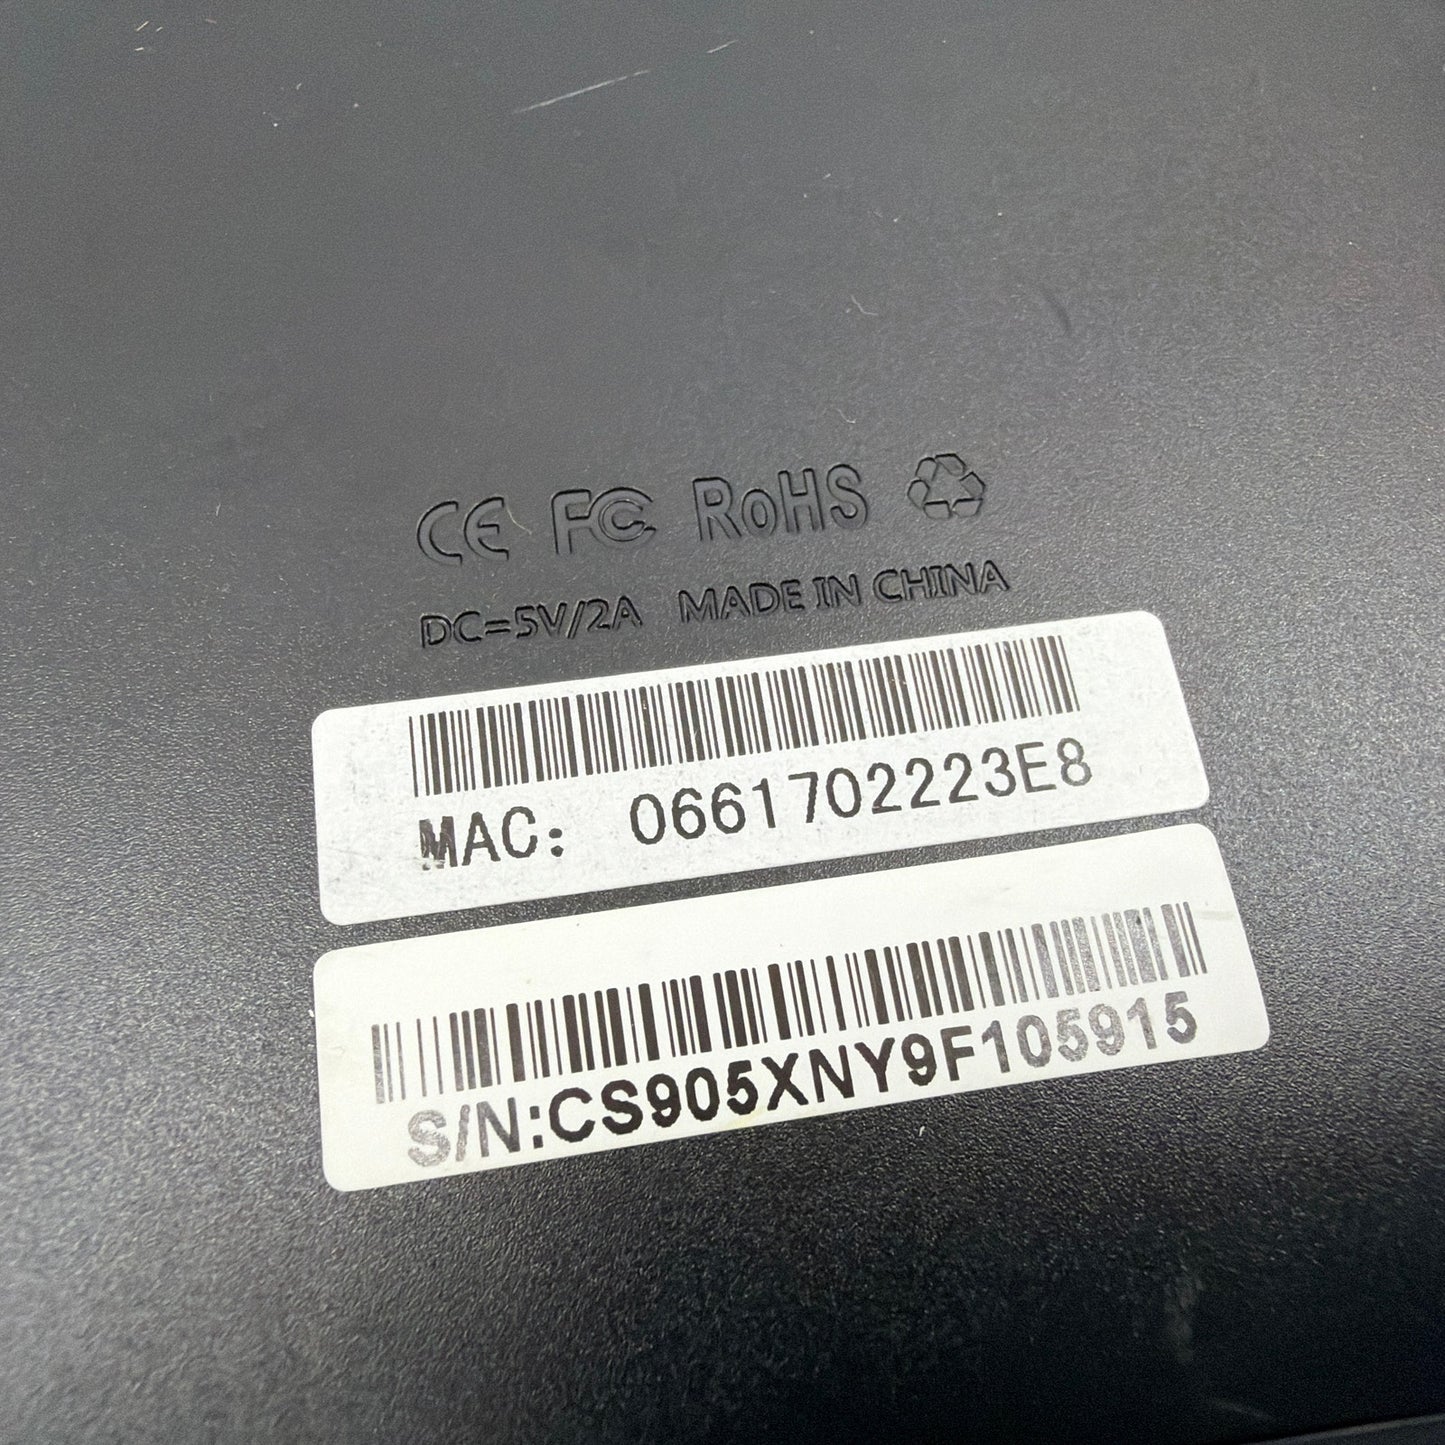 CE FC RoHS
DC=5V/2A MADE IN CHINA
MAC: 0661702223E8
S/N:CS905XNY9F105915